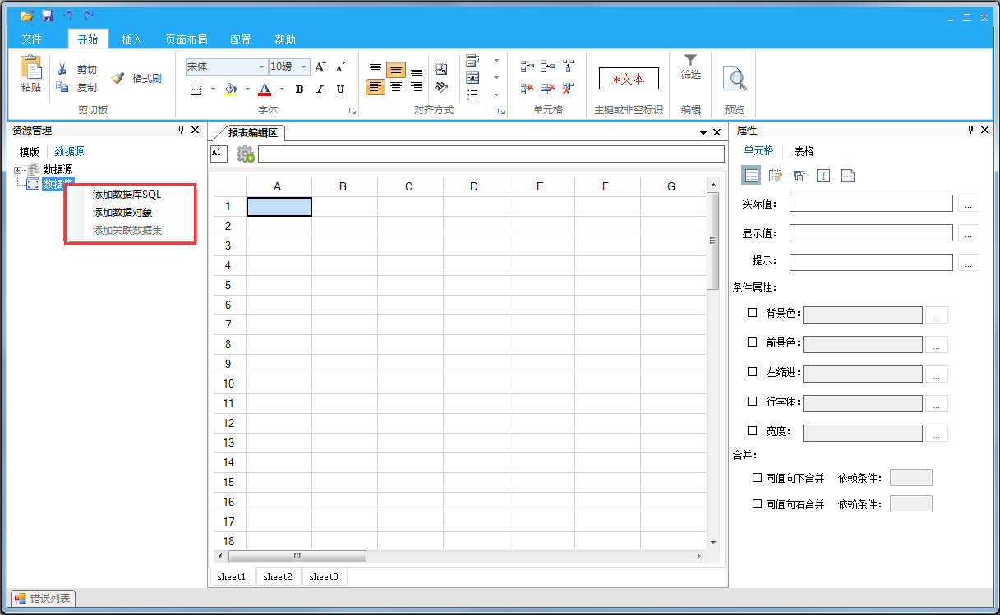 文件 开始 插入 页面布局 配置 帮助
粘贴 剪切 复制 格式刷
剪切板
宋体 10磅 A A
B I U
字体
对齐方式
单元格
*文本
主键或非空标识
筛选
编辑
预览
资源管理
模版 数据源
数据源
数据集
添加数据库SQL
添加数据对象
添加关联数据集
报表编辑区
A1
A B C D E F G
1
2
3
4
5
6
7
8
9
10
11
12
13
14
15
16
17
18
sheet1 sheet2 sheet3
属性
单元格 表格
实际值: ...
显示值: ...
提示: ...
条件属性:
背景色: ...
前景色: ...
左缩进: ...
行字体: ...
宽度: ...
合并:
同值向下合并 依赖条件:
同值向右合并 依赖条件:
错误列表